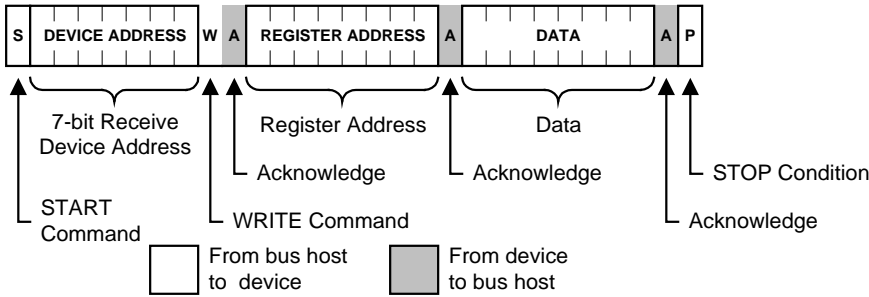 S DEVICE ADDRESS W A REGISTER ADDRESS A DATA A P
7-bit Receive
Device Address
Register Address
Data
Acknowledge
Acknowledge
STOP Condition
START
Command
WRITE Command
Acknowledge
From bus host
to device
From device
to bus host